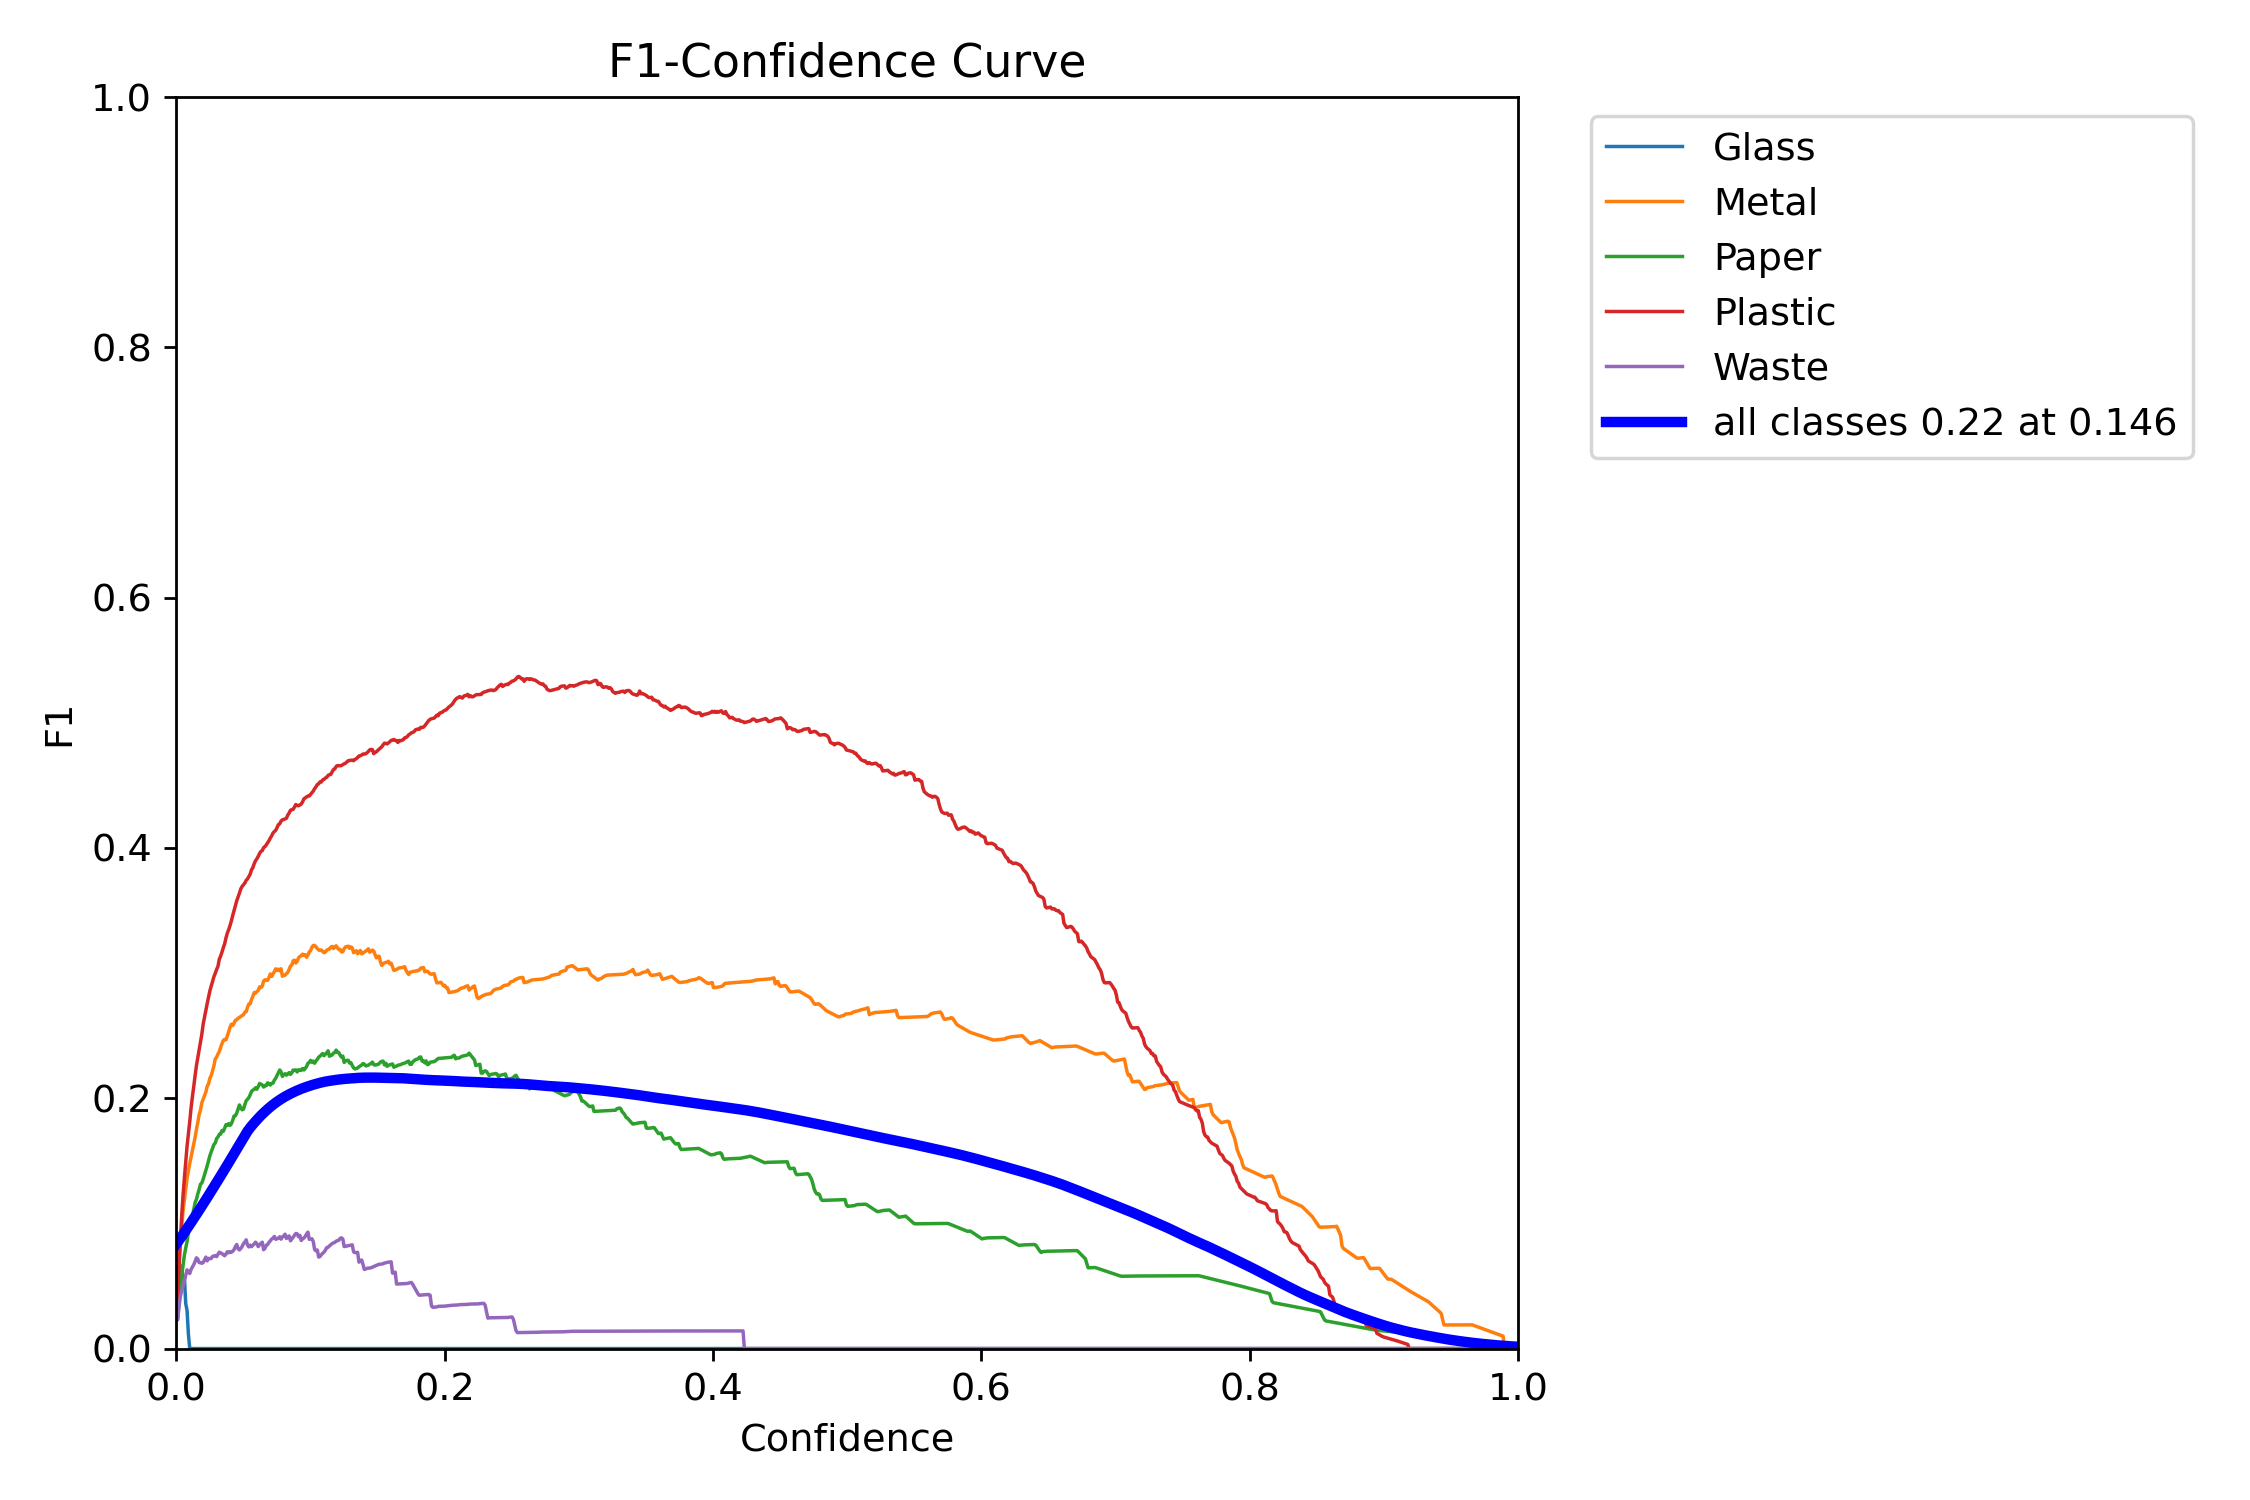 F1-Confidence Curve
1.0
0.8
0.6
0.4
0.2
0.0
F1
0.0 0.2 0.4 0.6 0.8 1.0
Confidence
Glass
Metal
Paper
Plastic
Waste
all classes 0.22 at 0.146